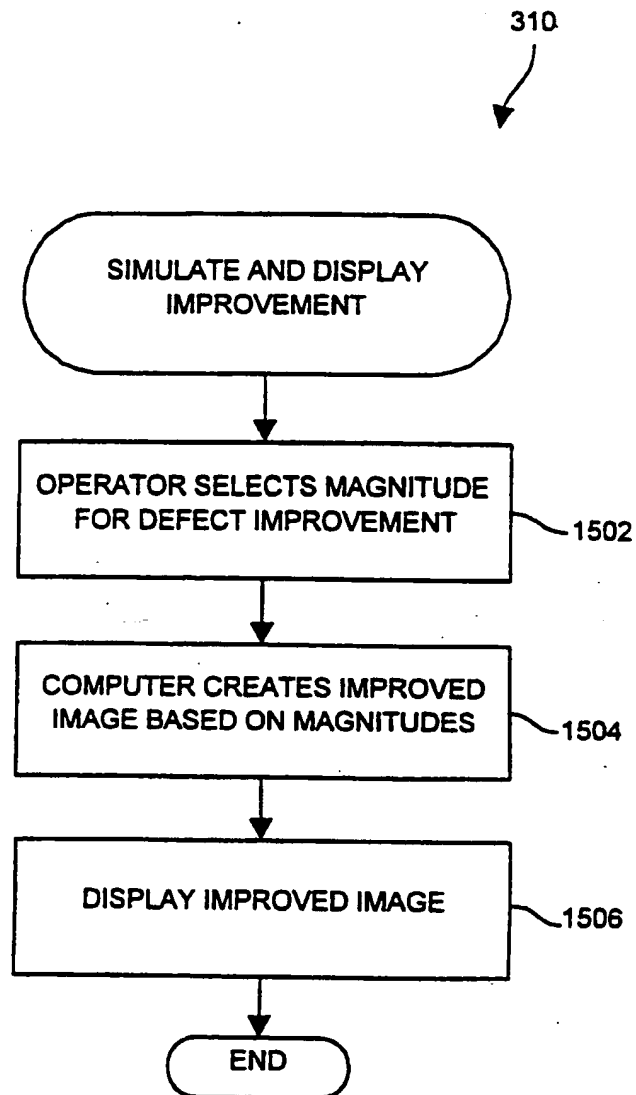 310
SIMULATE AND DISPLAY
IMPROVEMENT
OPERATOR SELECTS MAGNITUDE
FOR DEFECT IMPROVEMENT
1502
COMPUTER CREATES IMPROVED
IMAGE BASED ON MAGNITUDES
1504
DISPLAY IMPROVED IMAGE
1506
END